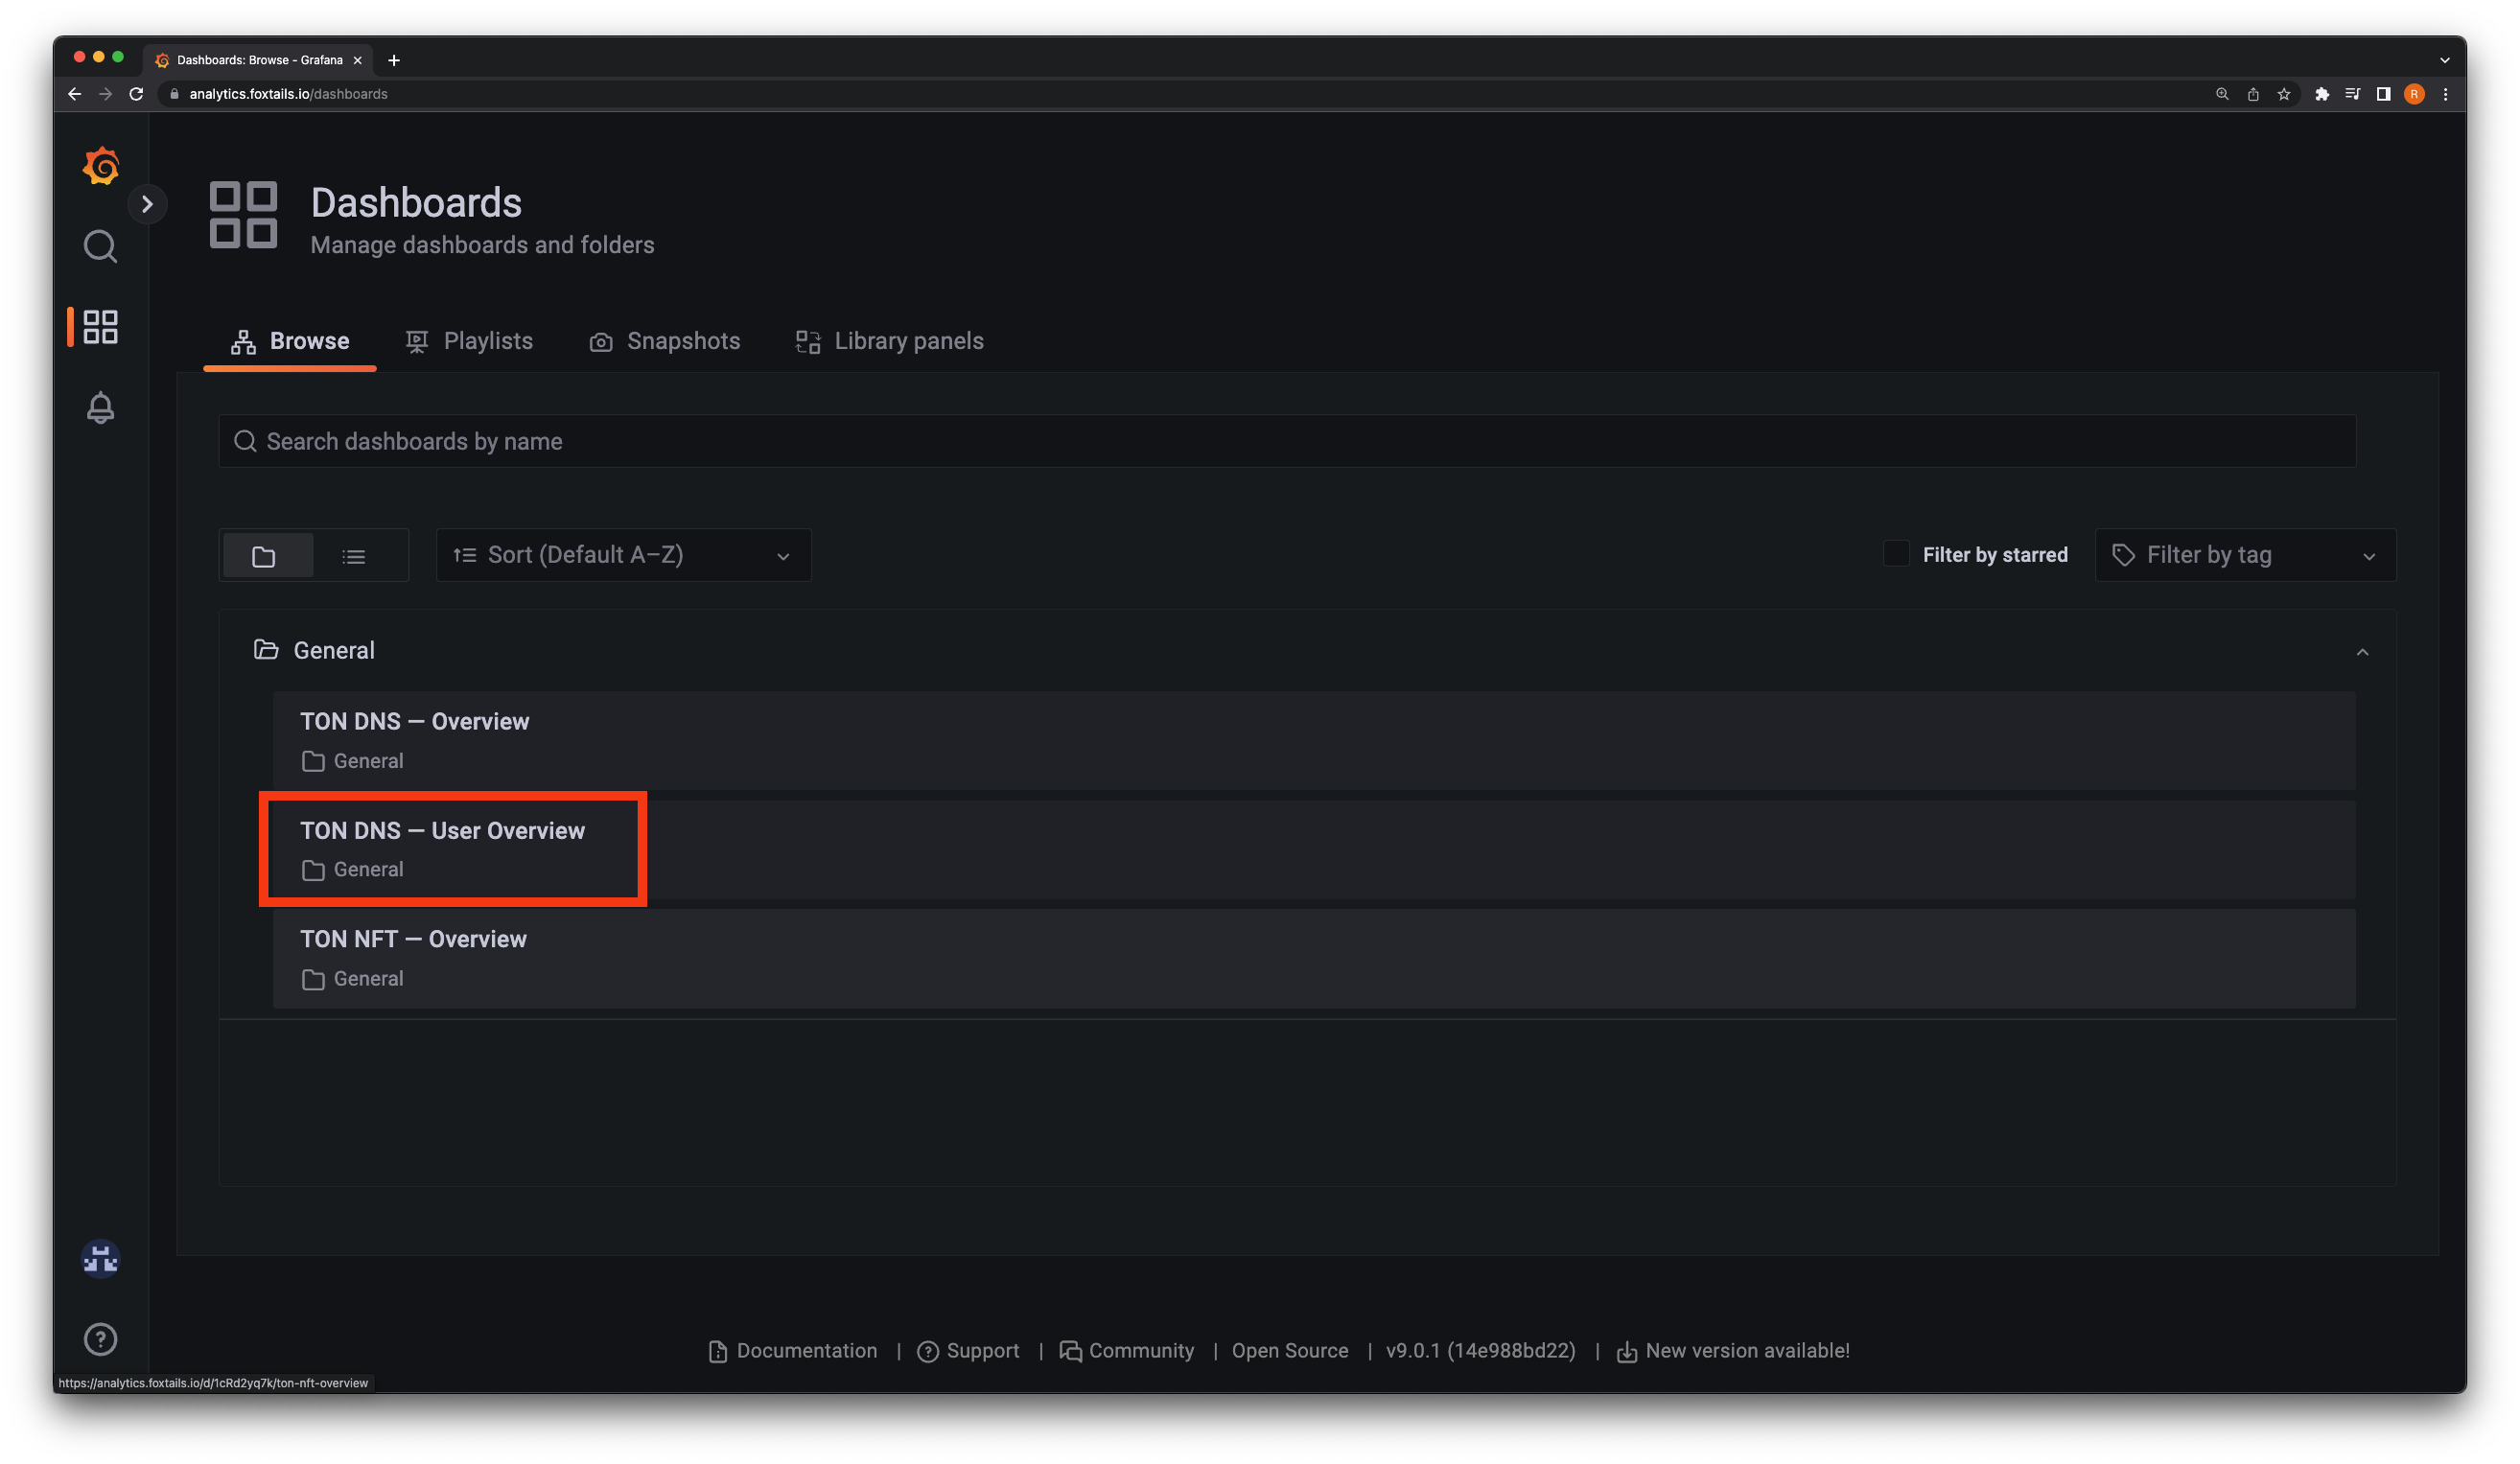 Dashboards: Browse - Grafana
analytics.foxtails.io/dashboards
R
Dashboards
Manage dashboards and folders
Browse Playlists Snapshots Library panels
Search dashboards by name
Sort (Default A–Z) Filter by starred Filter by tag
General
TON DNS — Overview
General
TON DNS — User Overview
General
TON NFT — Overview
General
Documentation | Support | Community | Open Source | v9.0.1 (14e988bd22) | New version available!
https://analytics.foxtails.io/d/1cRd2yq7k/ton-nft-overview